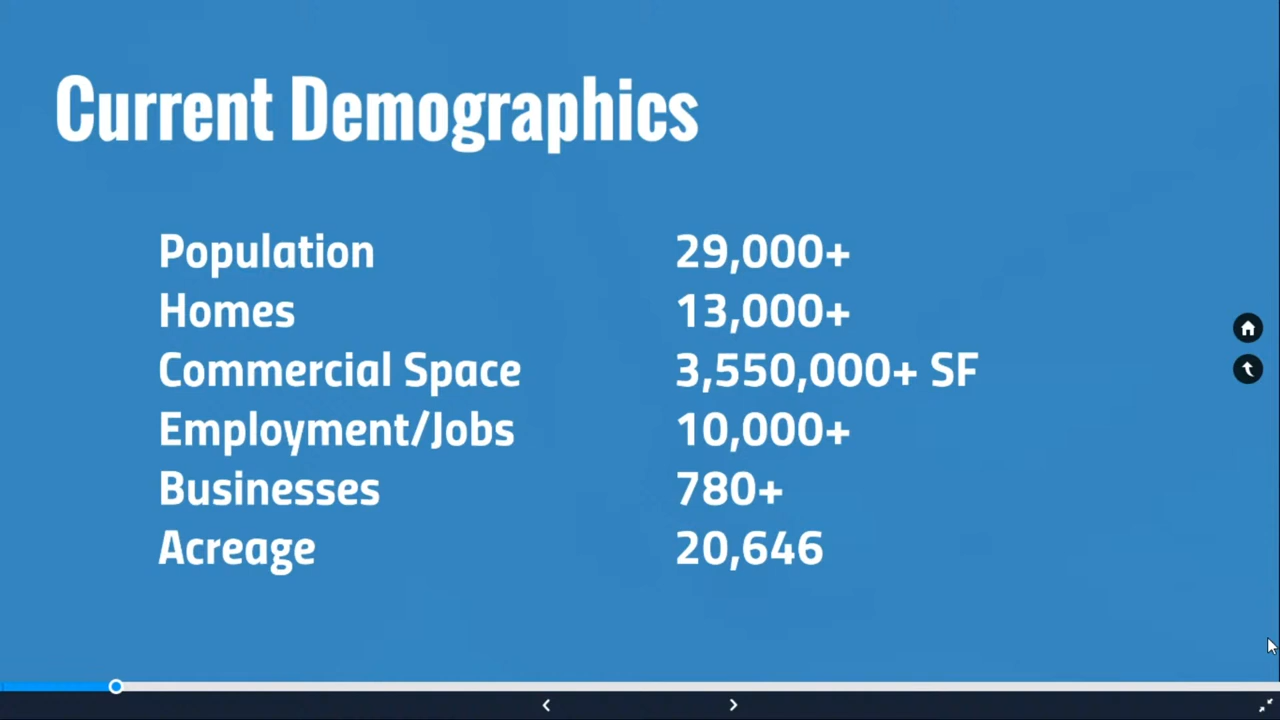 Current Demographics
Population 29,000+
Homes 13,000+
Commercial Space 3,550,000+ SF
Employment/Jobs 10,000+
Businesses 780+
Acreage 20,646